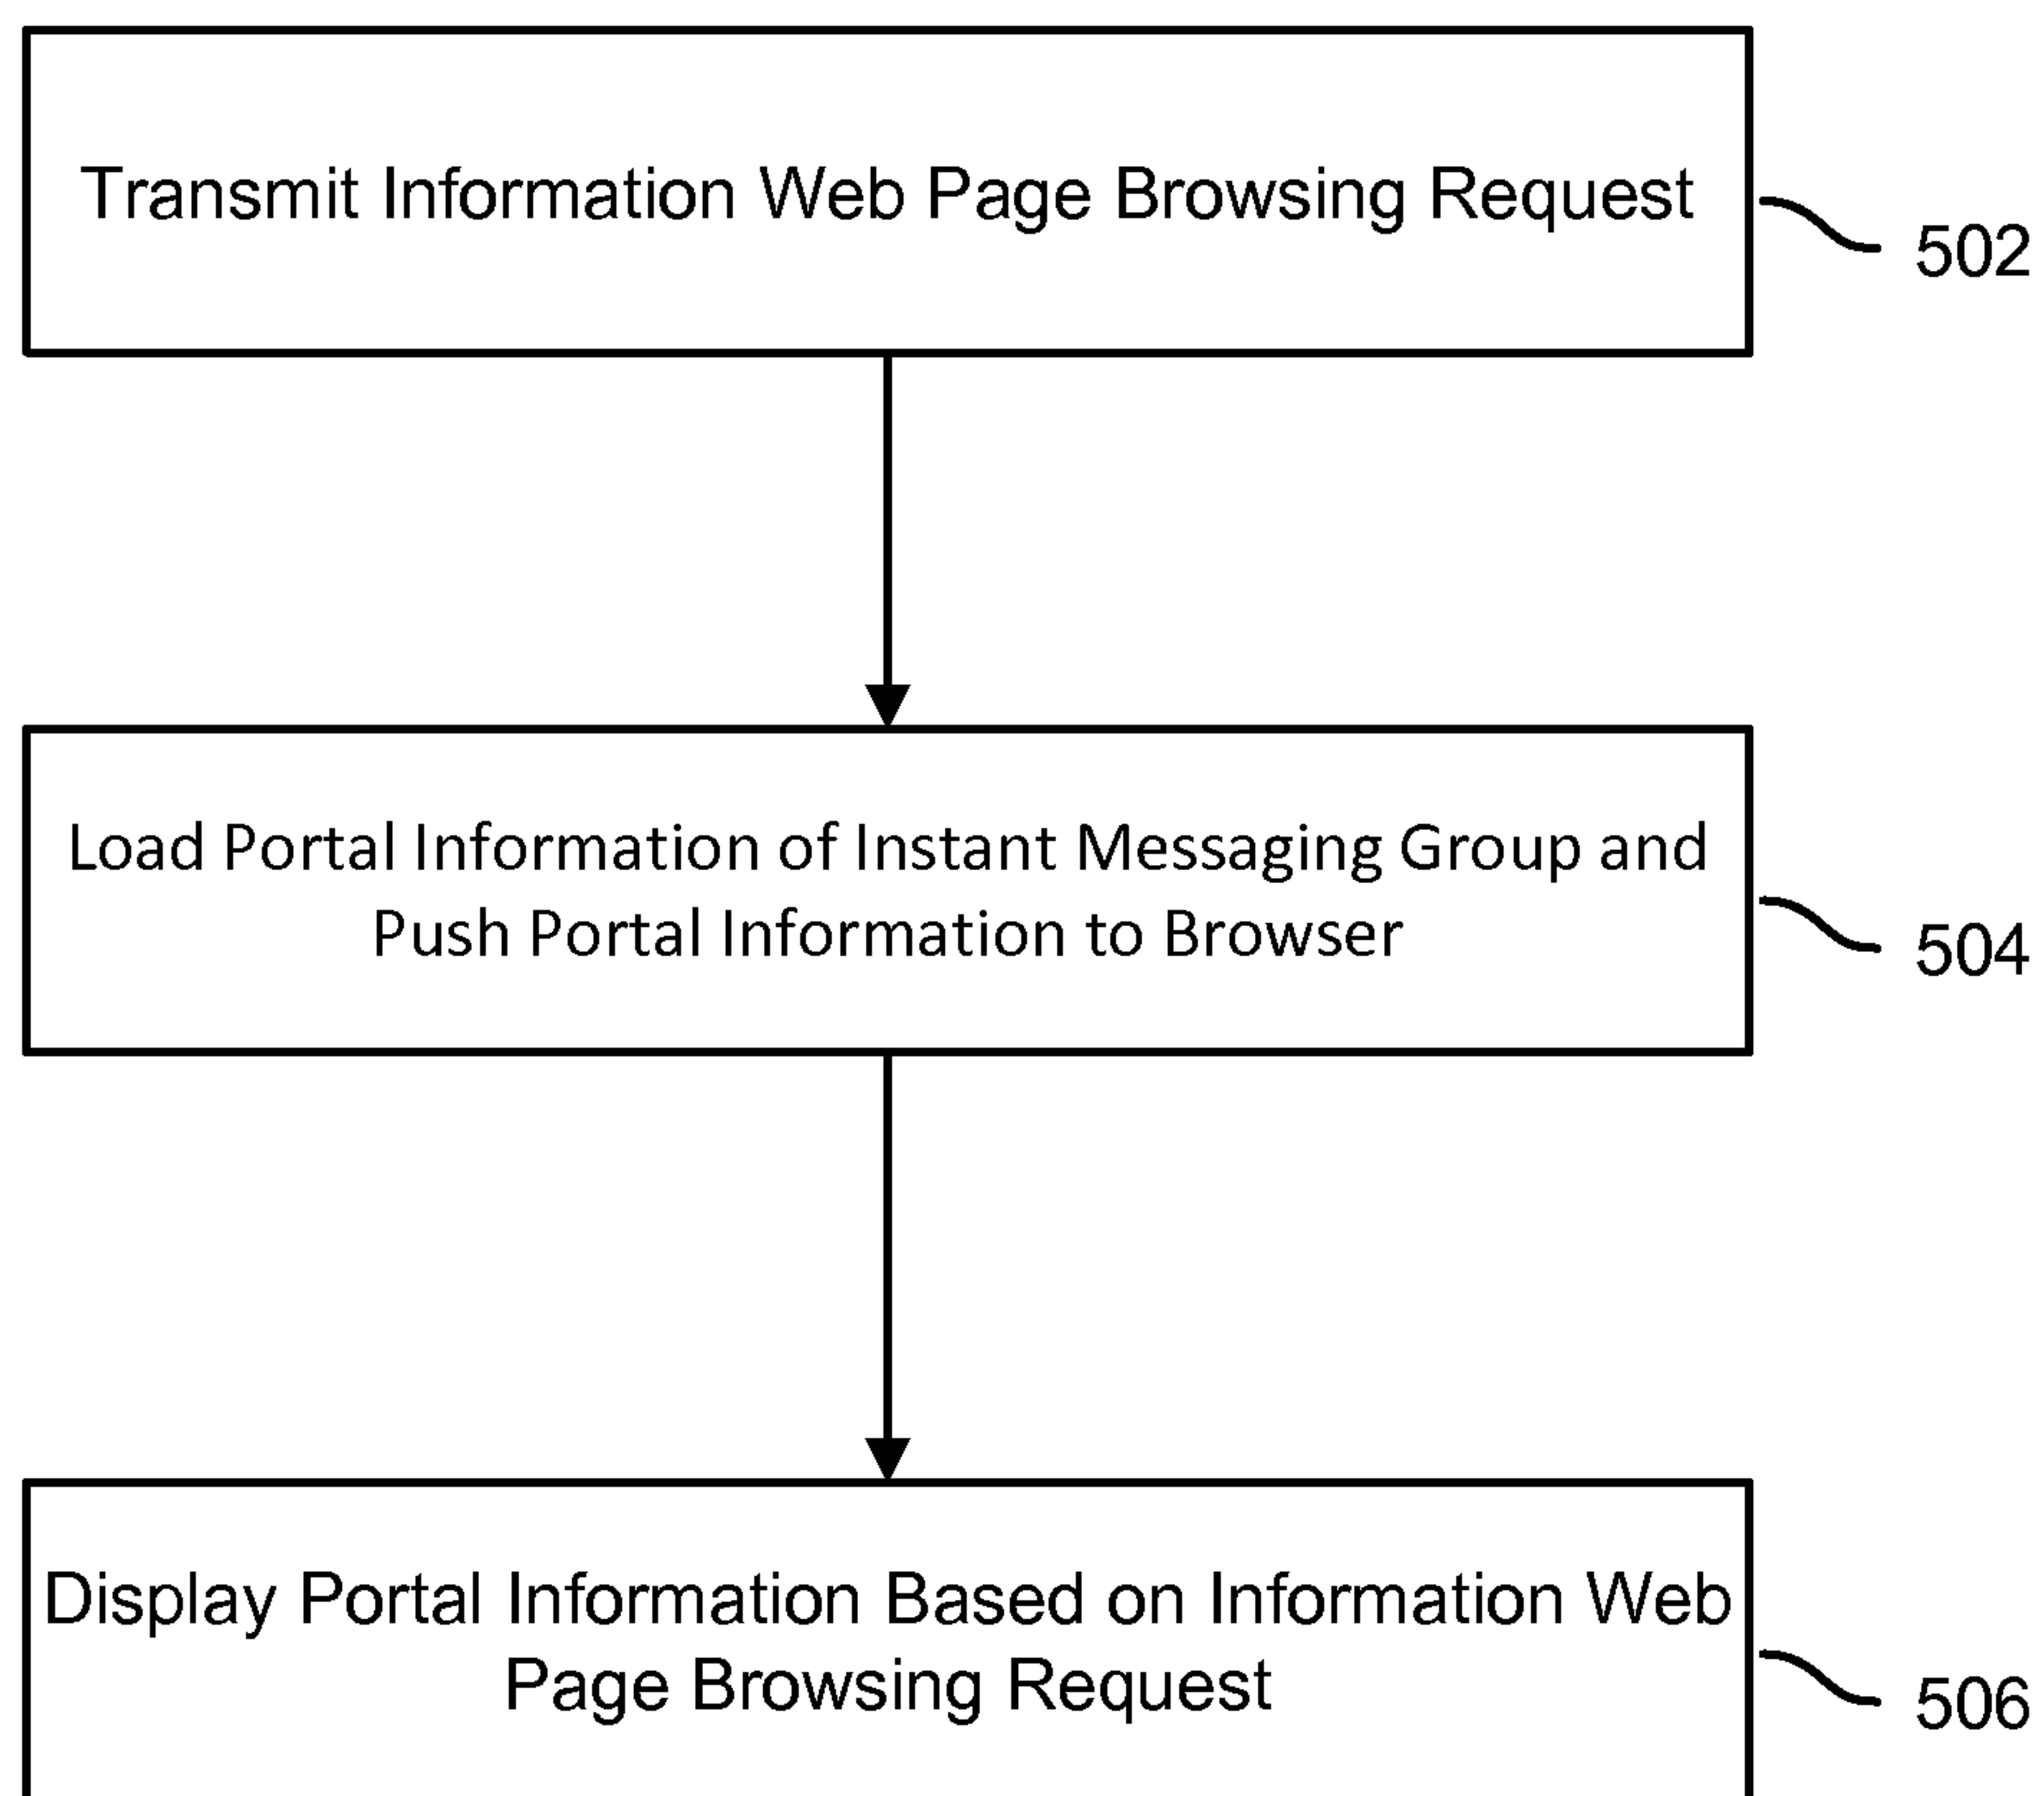 Transmit Information Web Page Browsing Request
502
Load Portal Information of Instant Messaging Group and
Push Portal Information to Browser
504
Display Portal Information Based on Information Web
Page Browsing Request
506